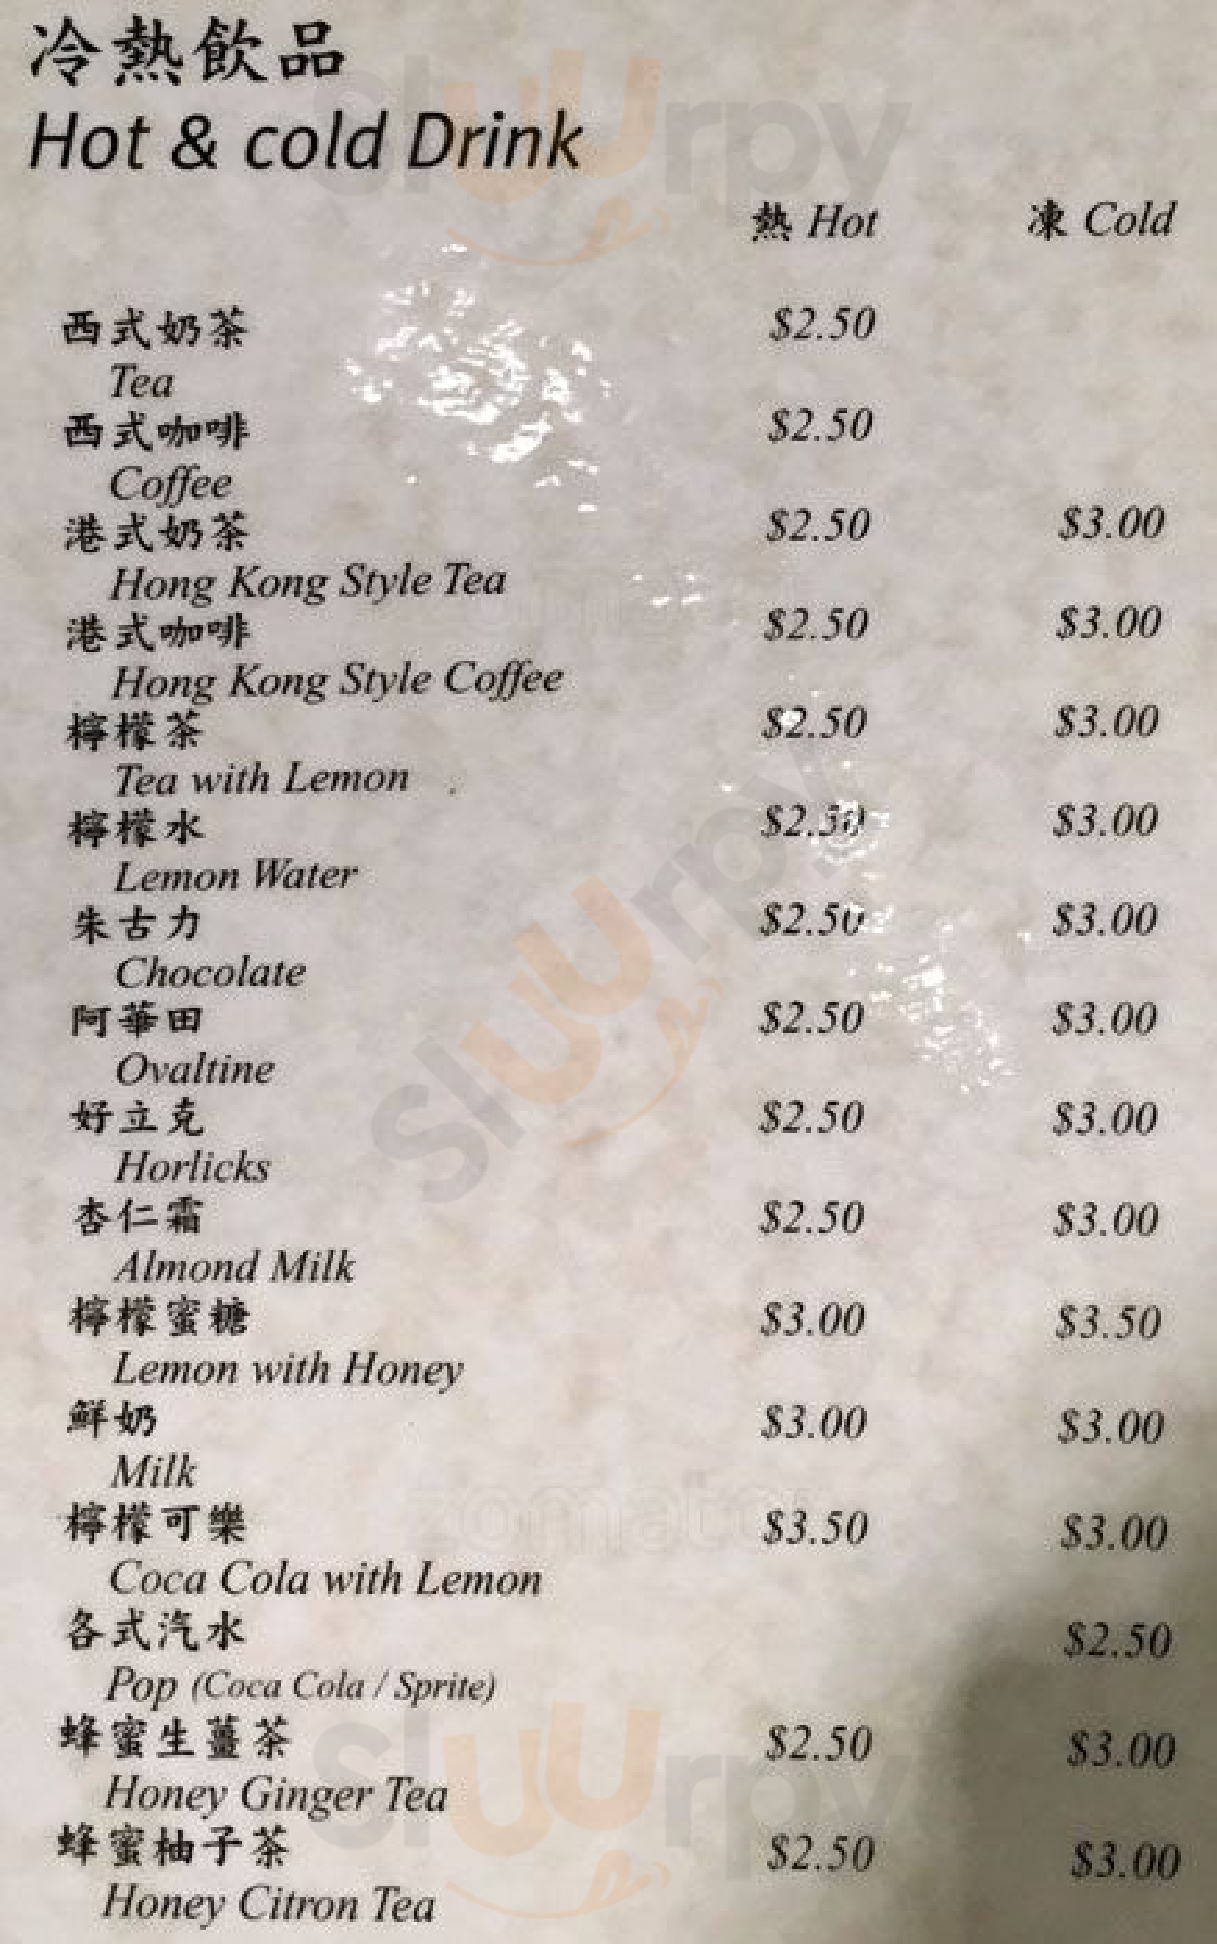 冷熱飲品
Hot & cold Drink
熱 Hot 凍 Cold
西式奶茶 $2.50
Tea
西式咖啡 $2.50
Coffee
港式奶茶 $2.50 $3.00
Hong Kong Style Tea
港式咖啡 $2.50 $3.00
Hong Kong Style Coffee
檸檬茶 $2.50 $3.00
Tea with Lemon
檸檬水 $2.50 $3.00
Lemon Water
朱古力 $2.50 $3.00
Chocolate
阿華田 $2.50 $3.00
Ovaltine
好立克 $2.50 $3.00
Horlicks
杏仁霜 $2.50 $3.00
Almond Milk
檸檬蜜糖 $3.00 $3.50
Lemon with Honey
鮮奶 $3.00 $3.00
Milk
檸檬可樂 $3.50 $3.00
Coca Cola with Lemon
各式汽水 $2.50
Pop (Coca Cola / Sprite)
蜂蜜生薑茶 $2.50 $3.00
Honey Ginger Tea
蜂蜜柚子茶 $2.50 $3.00
Honey Citron Tea
sluurpy
sluurpy
zomato
sluurpy